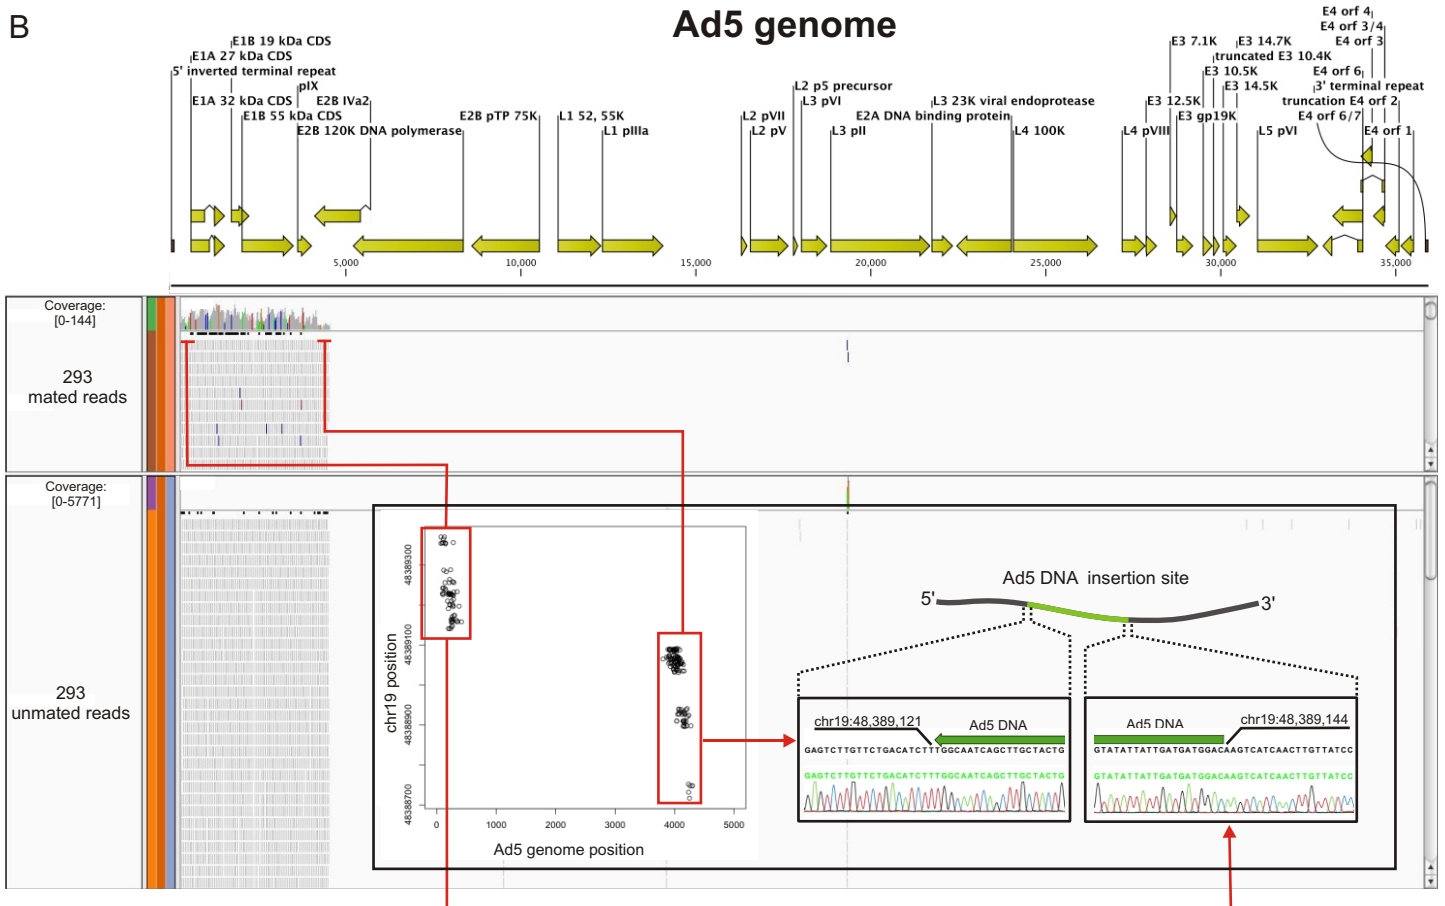 B
Ad5 genome
E4 orf 4
E4 orf 3/4
E1B 19 kDa CDS
E3 7.1K
E3 14.7K
E4 orf 3
E1A 27 kDa CDS
truncated E3 10.4K
5' inverted terminal repeat
E3 10.5K
E4 orf 6
pIX
L2 p5 precursor
E3 14.5K
3' terminal repeat
E1A 32 kDa CDS
E2B IVa2
L3 pVI
L3 23K viral endoprotease
E3 12.5K
truncation E4 orf 2
E1B 55 kDa CDS
E2B pTP 75K
L1 52, 55K
L2 pVII
E2A DNA binding protein
E3 gp19K
E4 orf 6/7
E2B 120K DNA polymerase
L1 pIIIa
L2 pV
L3 pII
L4 100K
L4 pVIII
L5 pVI
E4 orf 1
5,000
10,000
15,000
20,000
25,000
30,000
35,000
Coverage:
[0-144]
293
mated reads
Coverage:
[0-5771]
293
unmated reads
chr19 position
48389300
48389100
48388900
48388700
0
1000
2000
3000
4000
5000
Ad5 genome position
Ad5 DNA insertion site
5'
3'
chr19:48,389,121
Ad5 DNA
GAGTCTTGTTCTGACATCTTTGGCAATCAGCTTGCTACTG
GAGTCTTGTTCTGACATCTTTGGCAATCAGCTTGCTACTG
Ad5 DNA
chr19:48,389,144
GTATATTATTGATGATGGACAAGTCATCAACTTGTTATCC
GTATATTATTGATGATGGACAAGTCATCAACTTGTTATCC